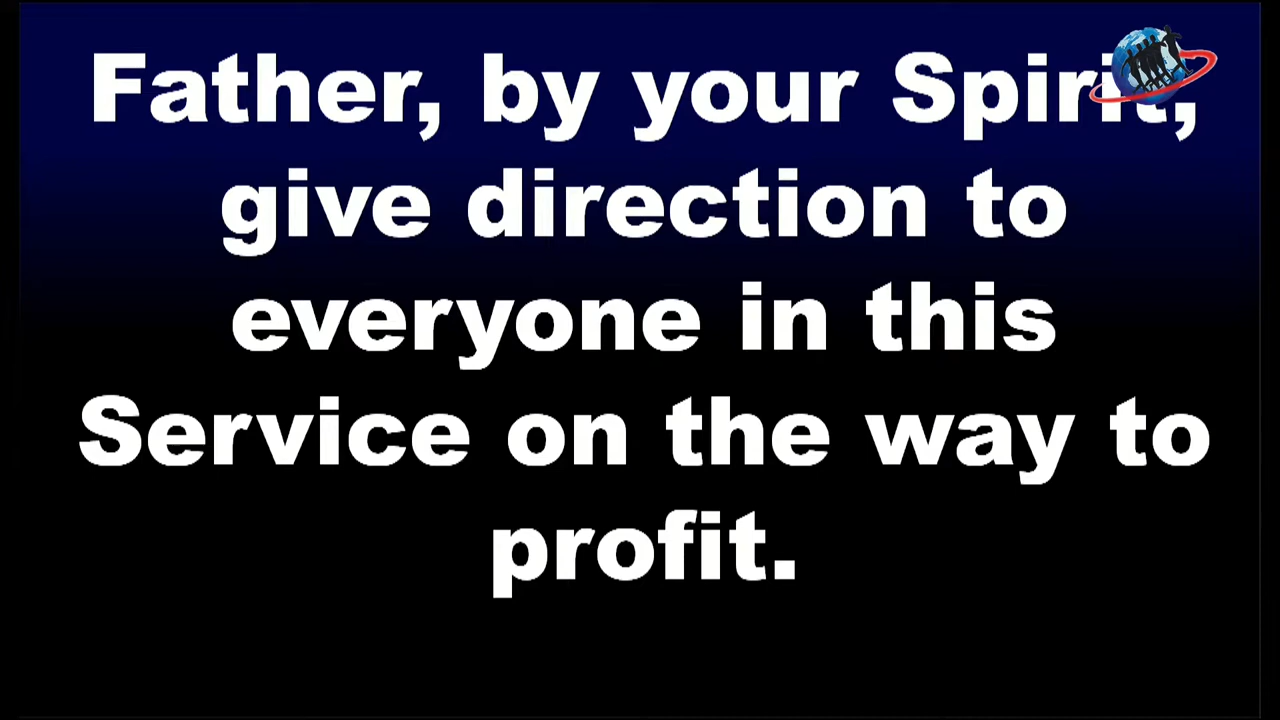 Father, by your Spirit,
give direction to
everyone in this
Service on the way to
profit.